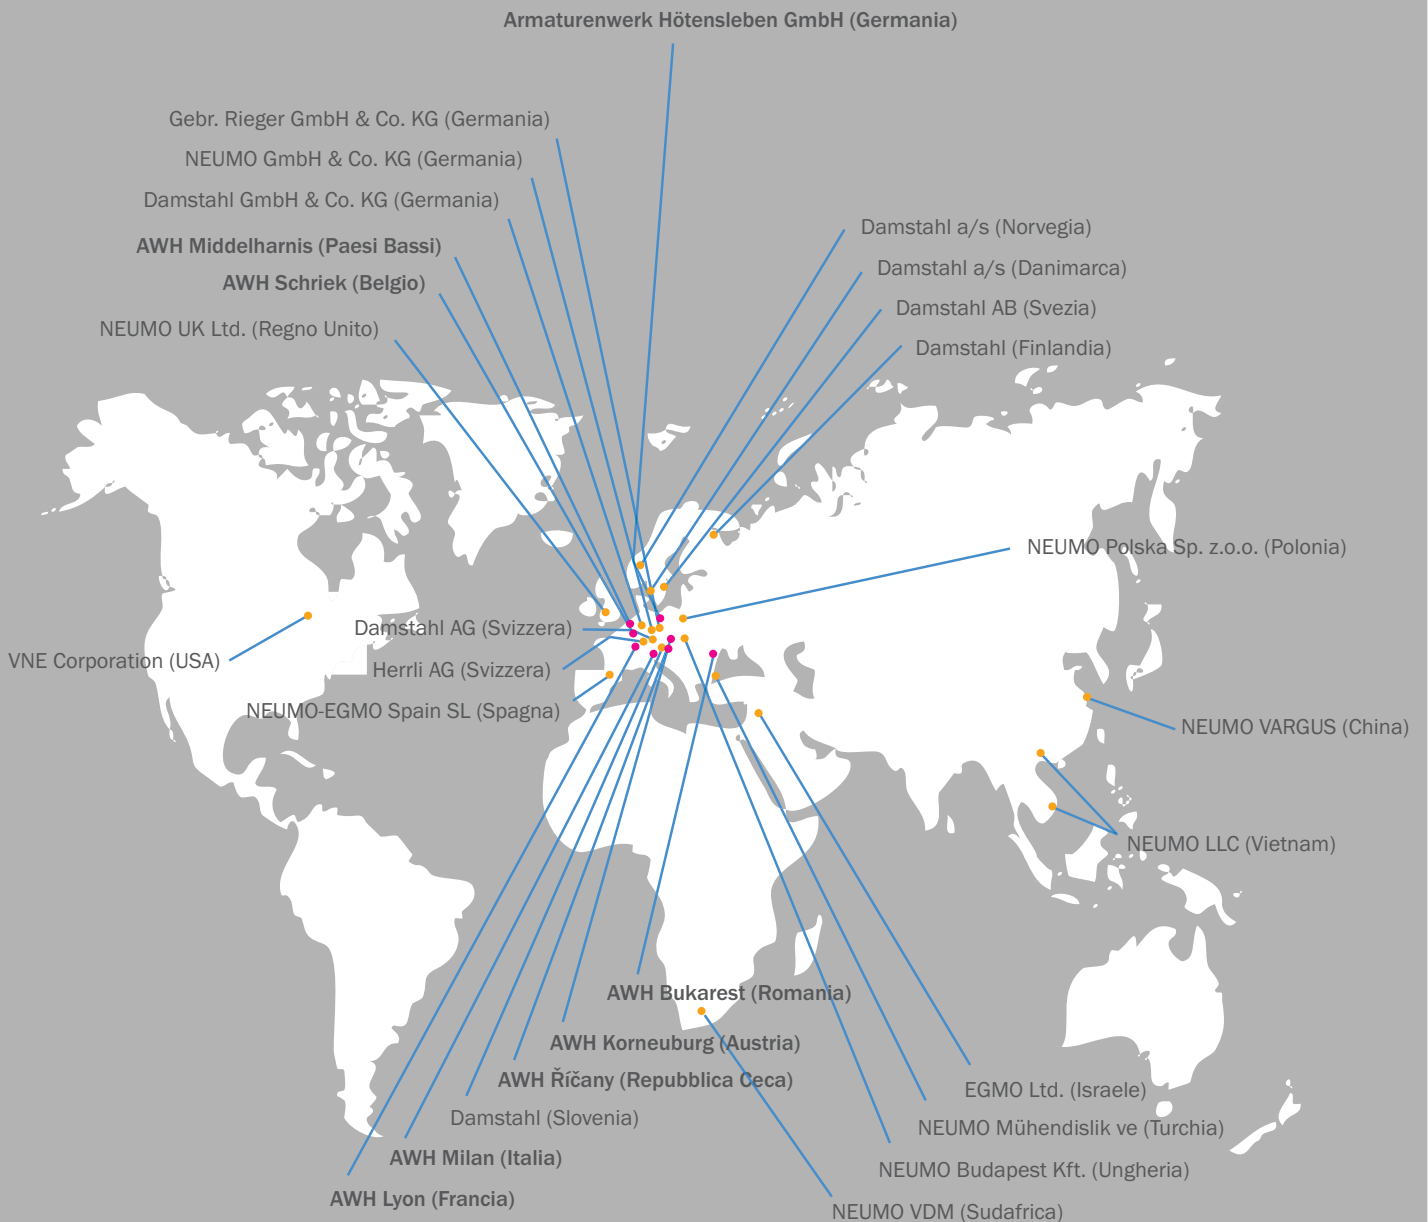 Armaturenwerk Hötensleben GmbH (Germania)
Gebr. Rieger GmbH & Co. KG (Germania)
NEUMO GmbH & Co. KG (Germania)
Damstahl GmbH & Co. KG (Germania)
AWH Middelharnis (Paesi Bassi)
AWH Schriek (Belgio)
NEUMO UK Ltd. (Regno Unito)
Damstahl a/s (Norvegia)
Damstahl a/s (Danimarca)
Damstahl AB (Svezia)
Damstahl (Finlandia)
NEUMO Polska Sp. z.o.o. (Polonia)
Damstahl AG (Svizzera)
VNE Corporation (USA)
Herrli AG (Svizzera)
NEUMO-EGMO Spain SL (Spagna)
NEUMO VARGUS (China)
NEUMO LLC (Vietnam)
AWH Bukarest (Romania)
AWH Korneuburg (Austria)
AWH Říčany (Repubblica Ceca)
Damstahl (Slovenia)
AWH Milan (Italia)
AWH Lyon (Francia)
EGMO Ltd. (Israele)
NEUMO Mühendislik ve (Turchia)
NEUMO Budapest Kft. (Ungheria)
NEUMO VDM (Sudafrica)